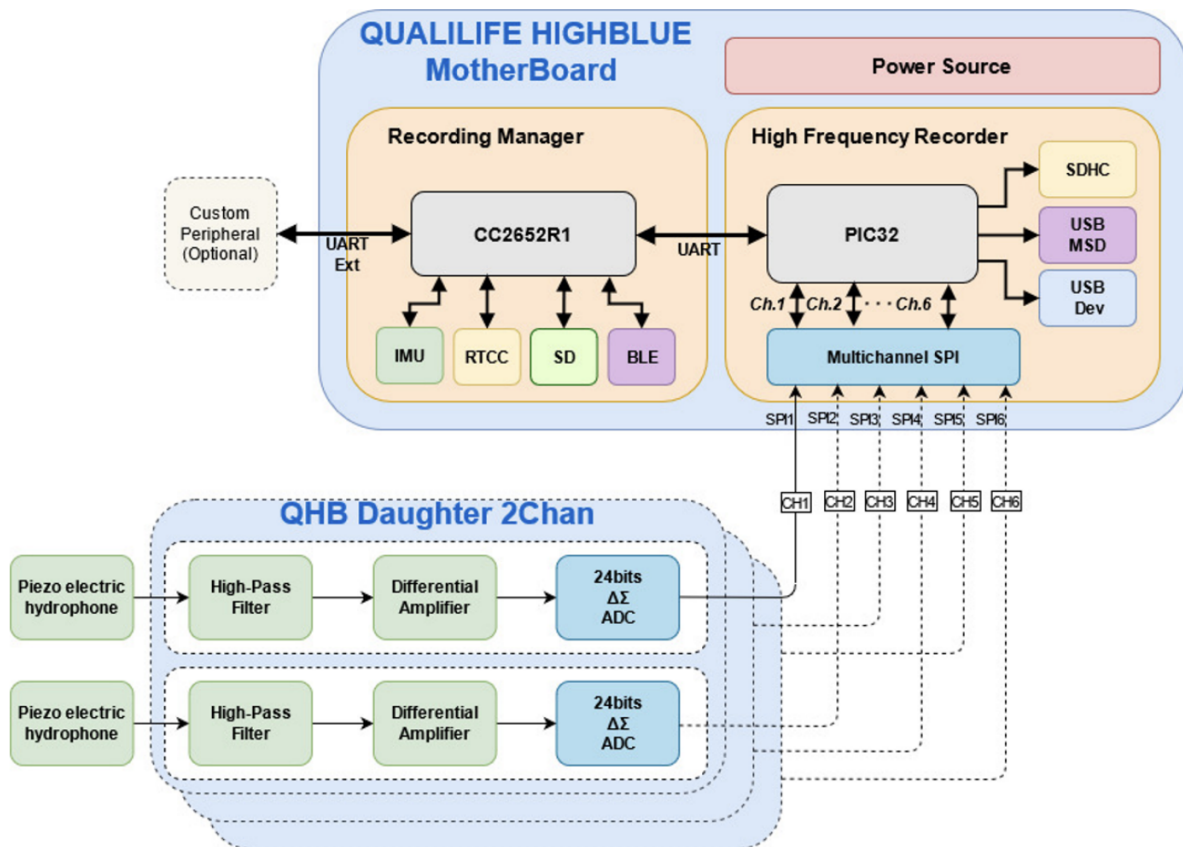 QUALILIFE HIGHBLUE
MotherBoard
Power Source
Recording Manager
High Frequency Recorder
Custom
Peripheral
(Optional)
UART
Ext
CC2652R1
UART
PIC32
SDHC
USB
MSD
USB
Dev
IMU
RTCC
SD
BLE
Ch.1
Ch.2
· · · Ch.6
Multichannel SPI
SPI1
SPI2
SPI3
SPI4
SPI5
SPI6
CH1
CH2
CH3
CH4
CH5
CH6
QHB Daughter 2Chan
Piezo electric
hydrophone
High-Pass
Filter
Differential
Amplifier
24bits
ΔΣ
ADC
Piezo electric
hydrophone
High-Pass
Filter
Differential
Amplifier
24bits
ΔΣ
ADC